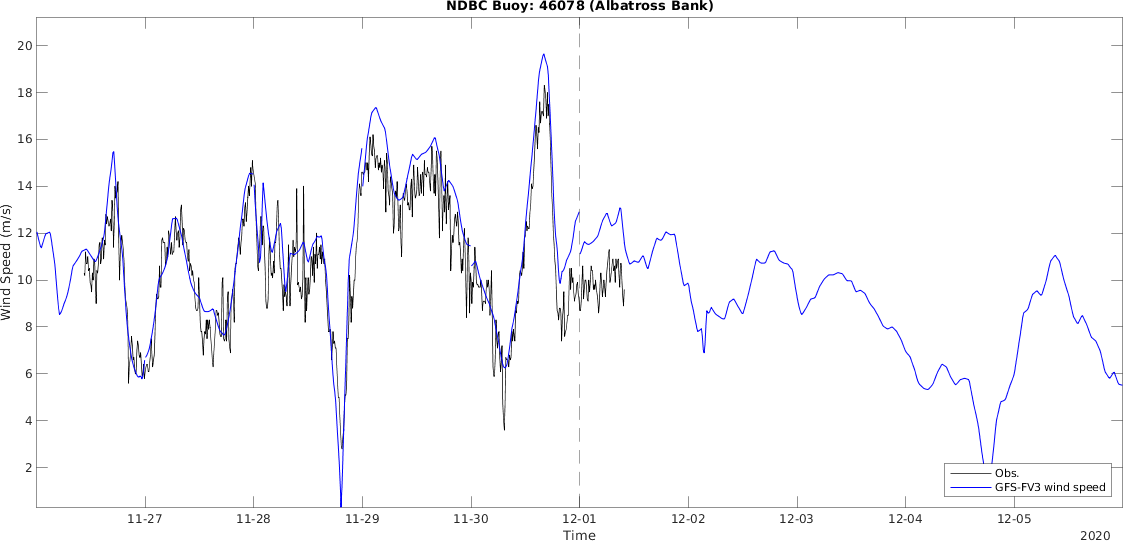 NDBC Buoy: 46078 (Albatross Bank)
20
18
16
14
12
10
8
6
4
2
Wind Speed (m/s)
Obs.
GFS-FV3 wind speed
11-27 11-28 11-29 11-30 12-01 12-02 12-03 12-04 12-05
Time
2020